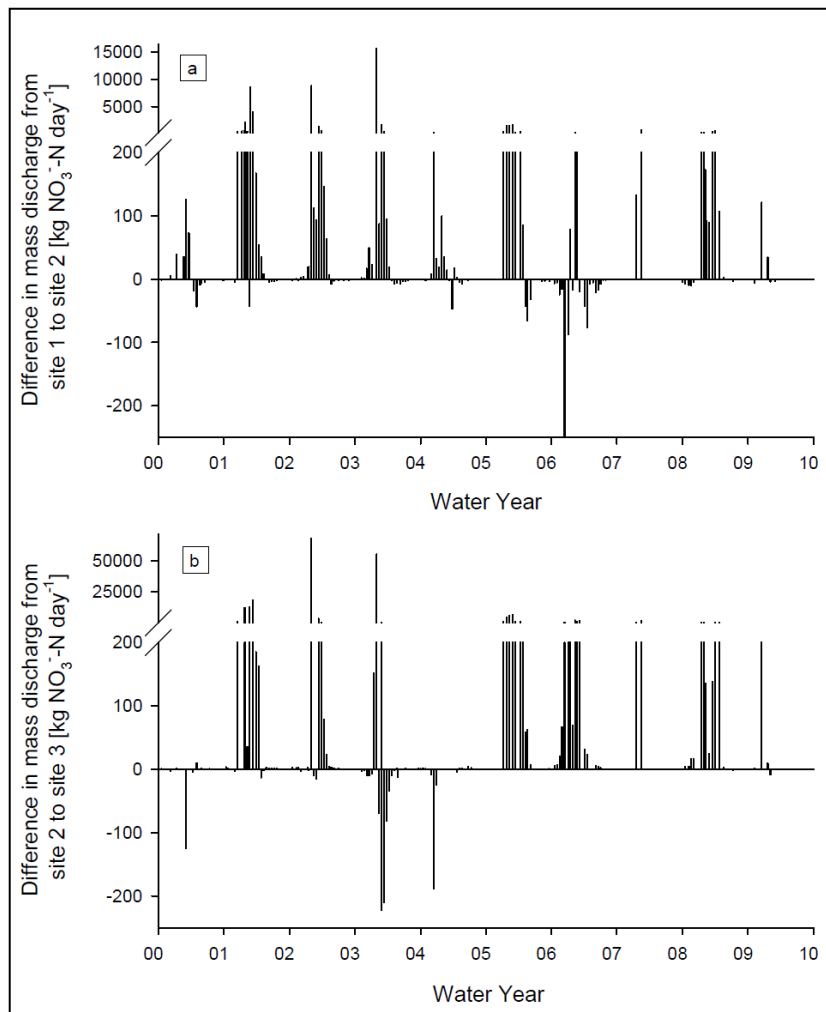 15000
10000
5000
a
200
100
0
-100
-200
Difference in mass discharge from
site 1 to site 2 [kg NO3⁻-N day⁻¹]
00 01 02 03 04 05 06 07 08 09 10
Water Year
50000
25000
b
200
100
0
-100
-200
Difference in mass discharge from
site 2 to site 3 [kg NO3⁻-N day⁻¹]
00 01 02 03 04 05 06 07 08 09 10
Water Year